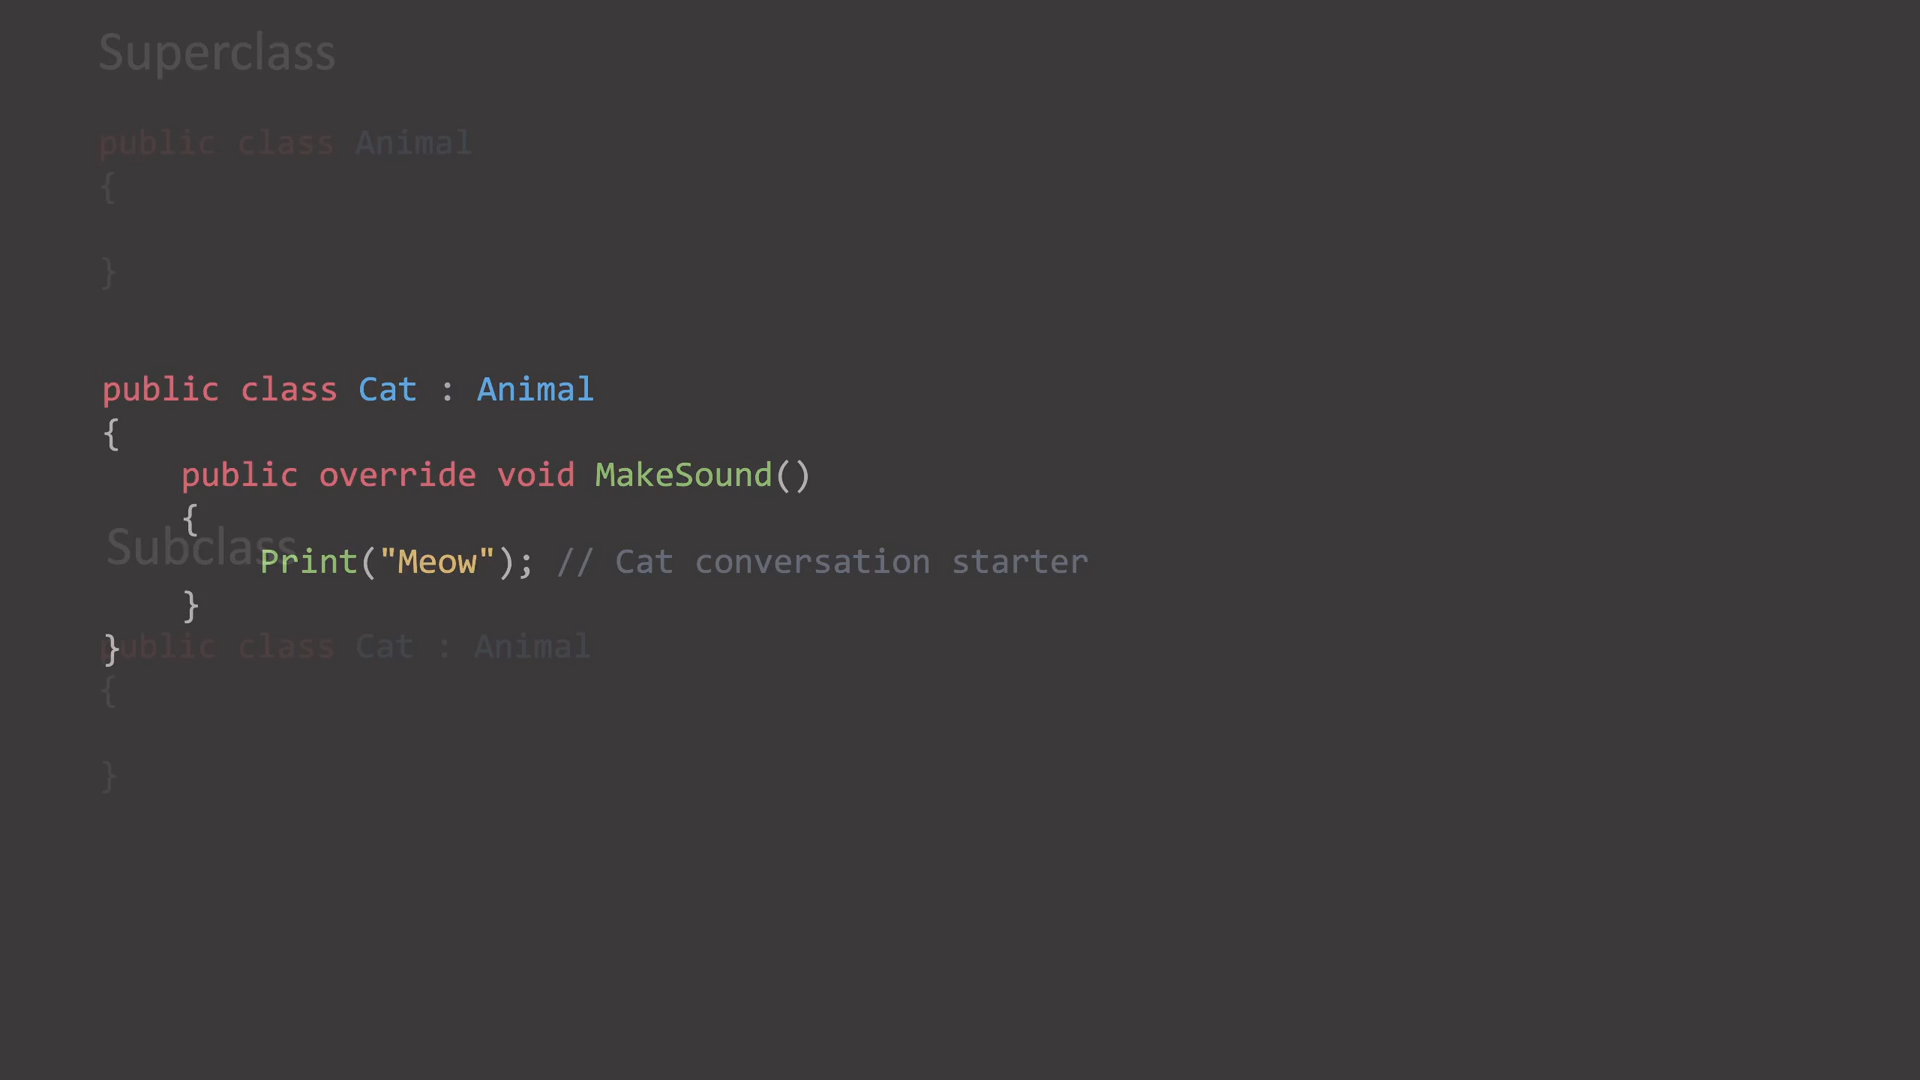 Superclass
public class Animal
{
}
public class Cat : Animal
{
public override void MakeSound()
{
Subclass
Print("Meow"); // Cat conversation starter
}
}
public class Cat : Animal
{
}